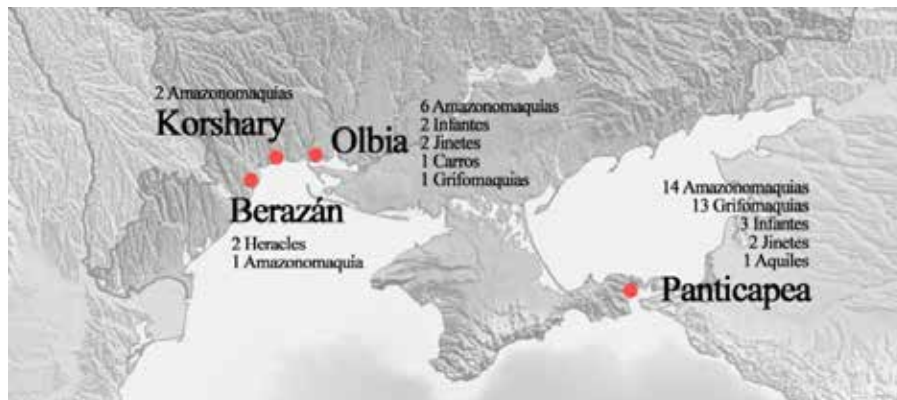 2 Amazonomaquias
Korshary
Olbia
6 Amazonomaquias
2 Infantes
2 Jinetes
1 Carros
1 Grifomaquias
Berazán
2 Heracles
1 Amazonomaquia
14 Amazonomaquias
13 Grifomaquias
3 Infantes
2 Jinetes
1 Aquiles
Panticapea